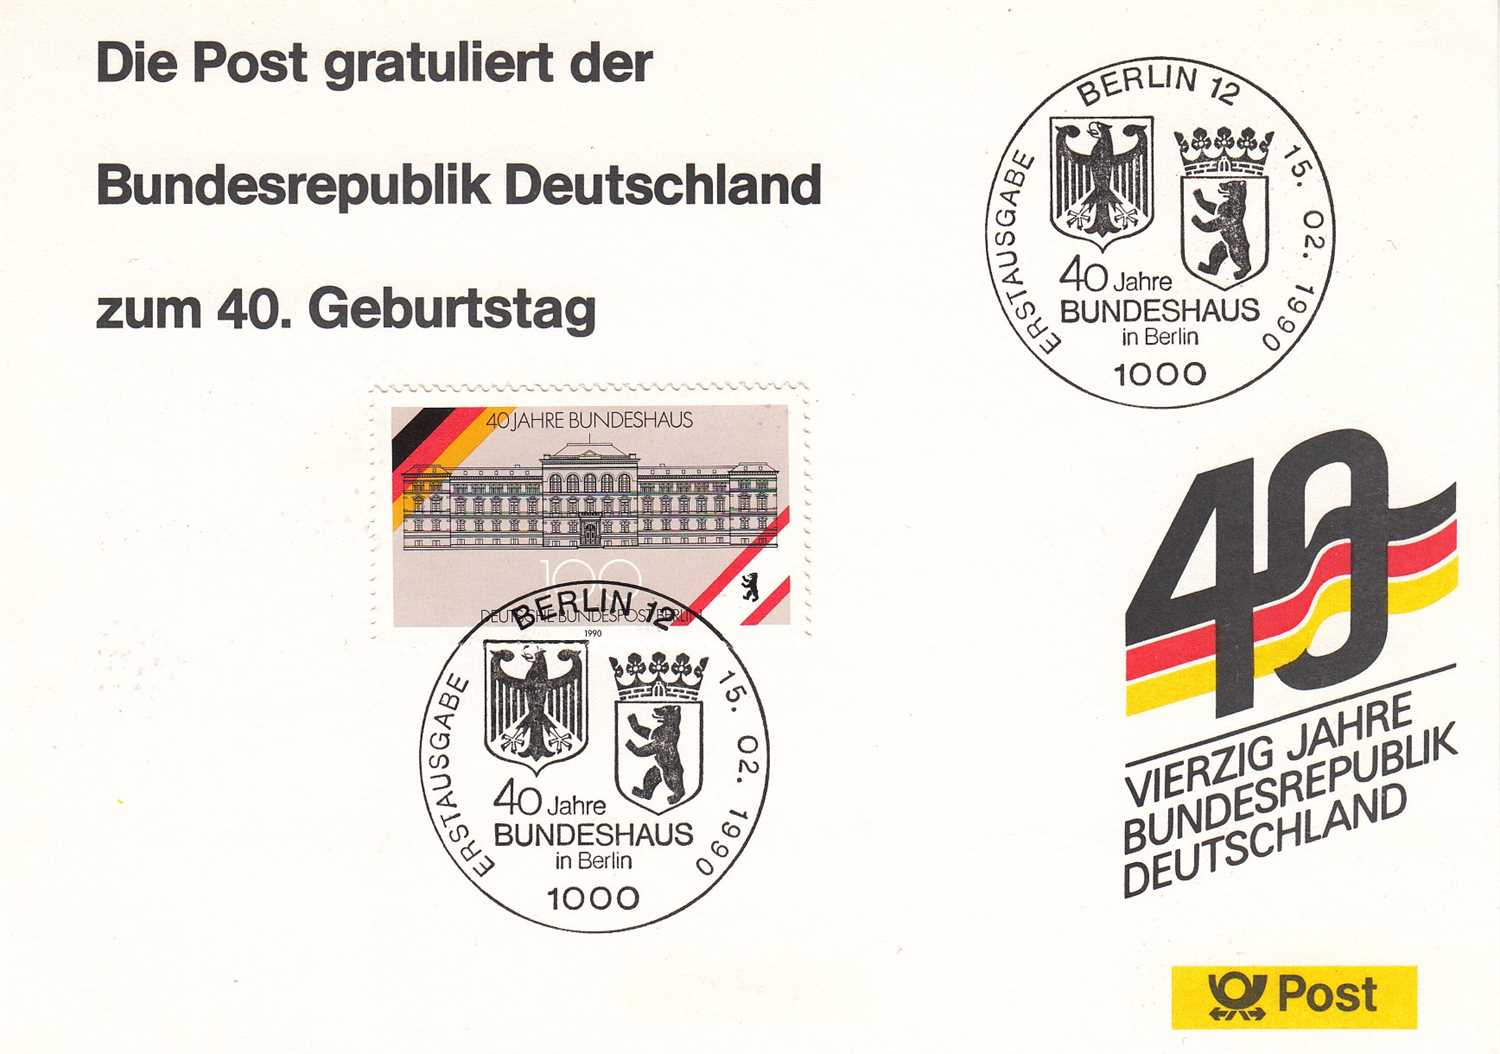 Die Post gratuliert der
Bundesrepublik Deutschland
zum 40. Geburtstag
BERLIN 12
ERSTAUSGABE
15. 02. 1990
40 Jahre
BUNDESHAUS
in Berlin
1000
40 JAHRE BUNDESHAUS
100
DEUTSCHE BUNDESPOST BERLIN
1990
BERLIN 12
ERSTAUSGABE
15. 02. 1990
40 Jahre
BUNDESHAUS
in Berlin
1000
40
VIERZIG JAHRE
BUNDESREPUBLIK
DEUTSCHLAND
Post